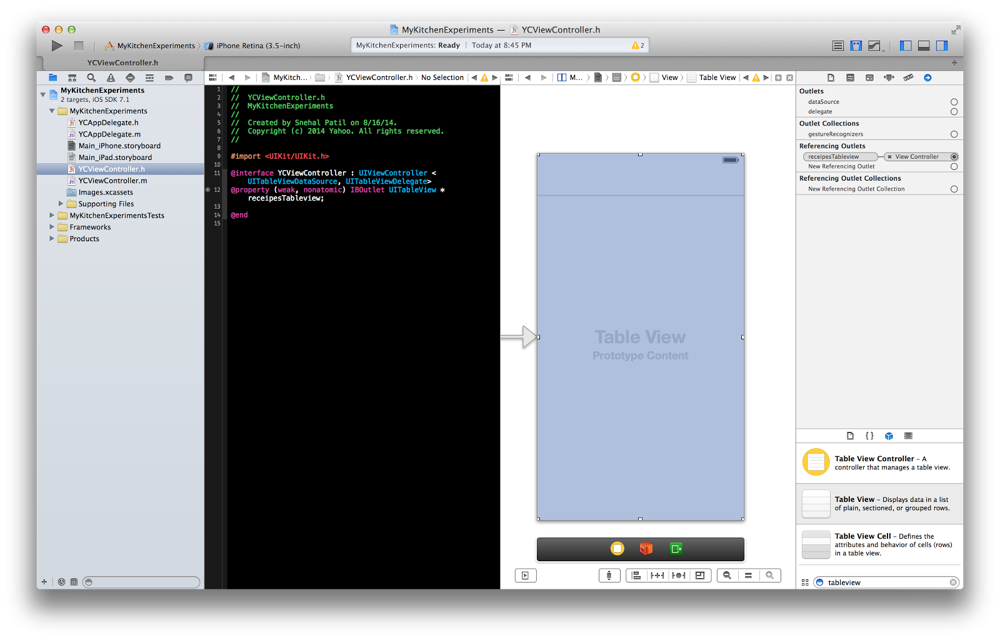 MyKitchenExperiments — YCViewController.h
MyKitchenExperiments
iPhone Retina (3.5-inch)
MyKitchenExperiments: Ready
Today at 8:45 PM
2
YCViewController.h
MyKitchenExperiments
2 targets, iOS SDK 7.1
MyKitchenExperiments
YCAppDelegate.h
YCAppDelegate.m
Main_iPhone.storyboard
Main_iPad.storyboard
YCViewController.h
YCViewController.m
Images.xcassets
Supporting Files
MyKitchenExperimentsTests
Frameworks
Products
MyKitch... YCViewController.h No Selection
1 //
2 // YCViewController.h
3 // MyKitchenExperiments
4 //
5 // Created by Snehal Patil on 8/16/14.
6 // Copyright (c) 2014 Yahoo. All rights reserved.
7 //
8
9 #import <UIKit/UIKit.h>
10
11 @interface YCViewController : UIViewController <
UITableViewDataSource, UITableViewDelegate>
12 @property (weak, nonatomic) IBOutlet UITableView *
receipesTableview;
13
14 @end
15
M... View Table View
Table View
Prototype Content
Outlets
dataSource
delegate
Outlet Collections
gestureRecognizers
Referencing Outlets
receipesTableview View Controller
New Referencing Outlet
Referencing Outlet Collections
New Referencing Outlet Collection
{ }
Table View Controller – A
controller that manages a table view.
Table View – Displays data in a list
of plain, sectioned, or grouped rows.
Table View Cell – Defines the
attributes and behavior of cells (rows)
in a table view.
tableview